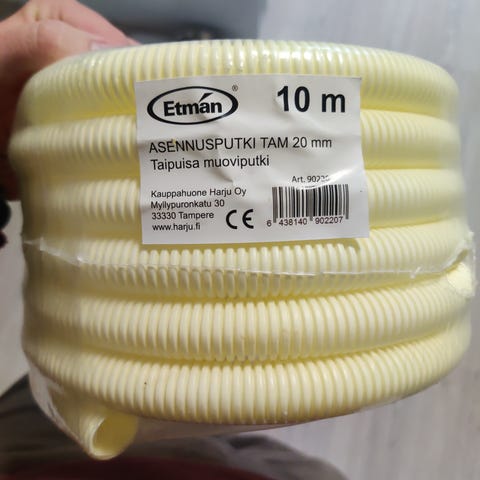 Etmán ®
10 m
ASENNUSPUTKI TAM 20 mm
Taipuisa muoviputki
Art.
Kauppahuone Harju Oy
Myllypuronkatu 30
33330 Tampere
www.harju.fi
CE
6 438140 902207